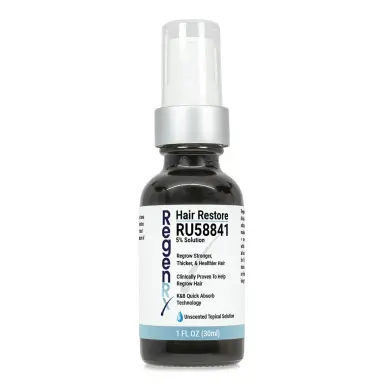 RegenRX
Hair Restore
RU58841
5% Solution
Regrow Stronger,
Thicker, & Healthier Hair
Clinically Proven To Help
Regrow Hair
K&B Quick Absorb
Technology
Unscented Topical Solution
1 FL OZ (30ml)